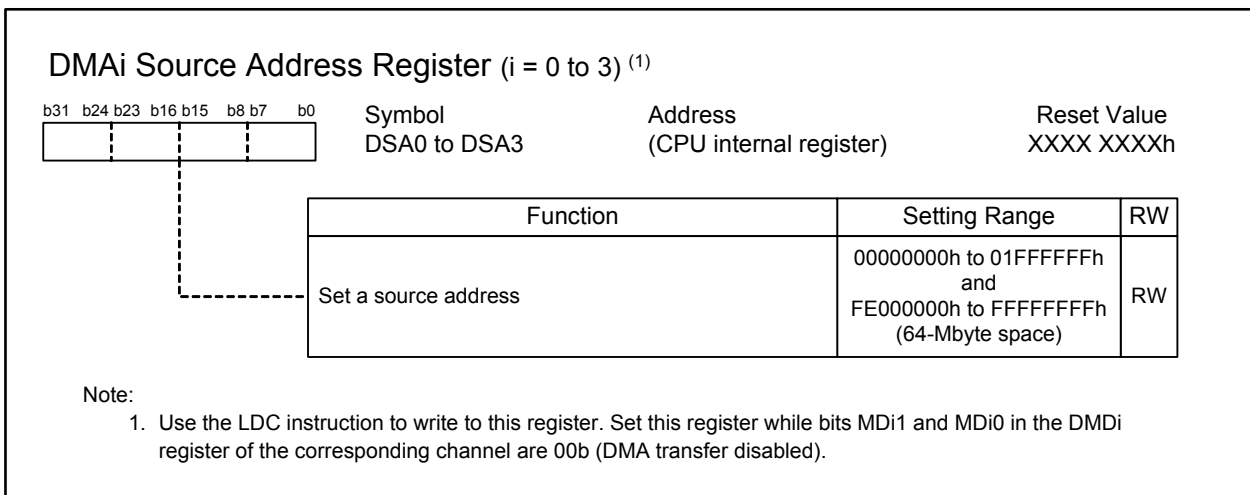 DMAi Source Address Register (i = 0 to 3) (1)
b31 b24 b23 b16 b15 b8 b7 b0
Symbol Address Reset Value
DSA0 to DSA3 (CPU internal register) XXXX XXXXh
Function Setting Range RW
Set a source address
00000000h to 01FFFFFFh
and
FE000000h to FFFFFFFFh
(64-Mbyte space)
RW
Note:
1. Use the LDC instruction to write to this register. Set this register while bits MDi1 and MDi0 in the DMDi
register of the corresponding channel are 00b (DMA transfer disabled).